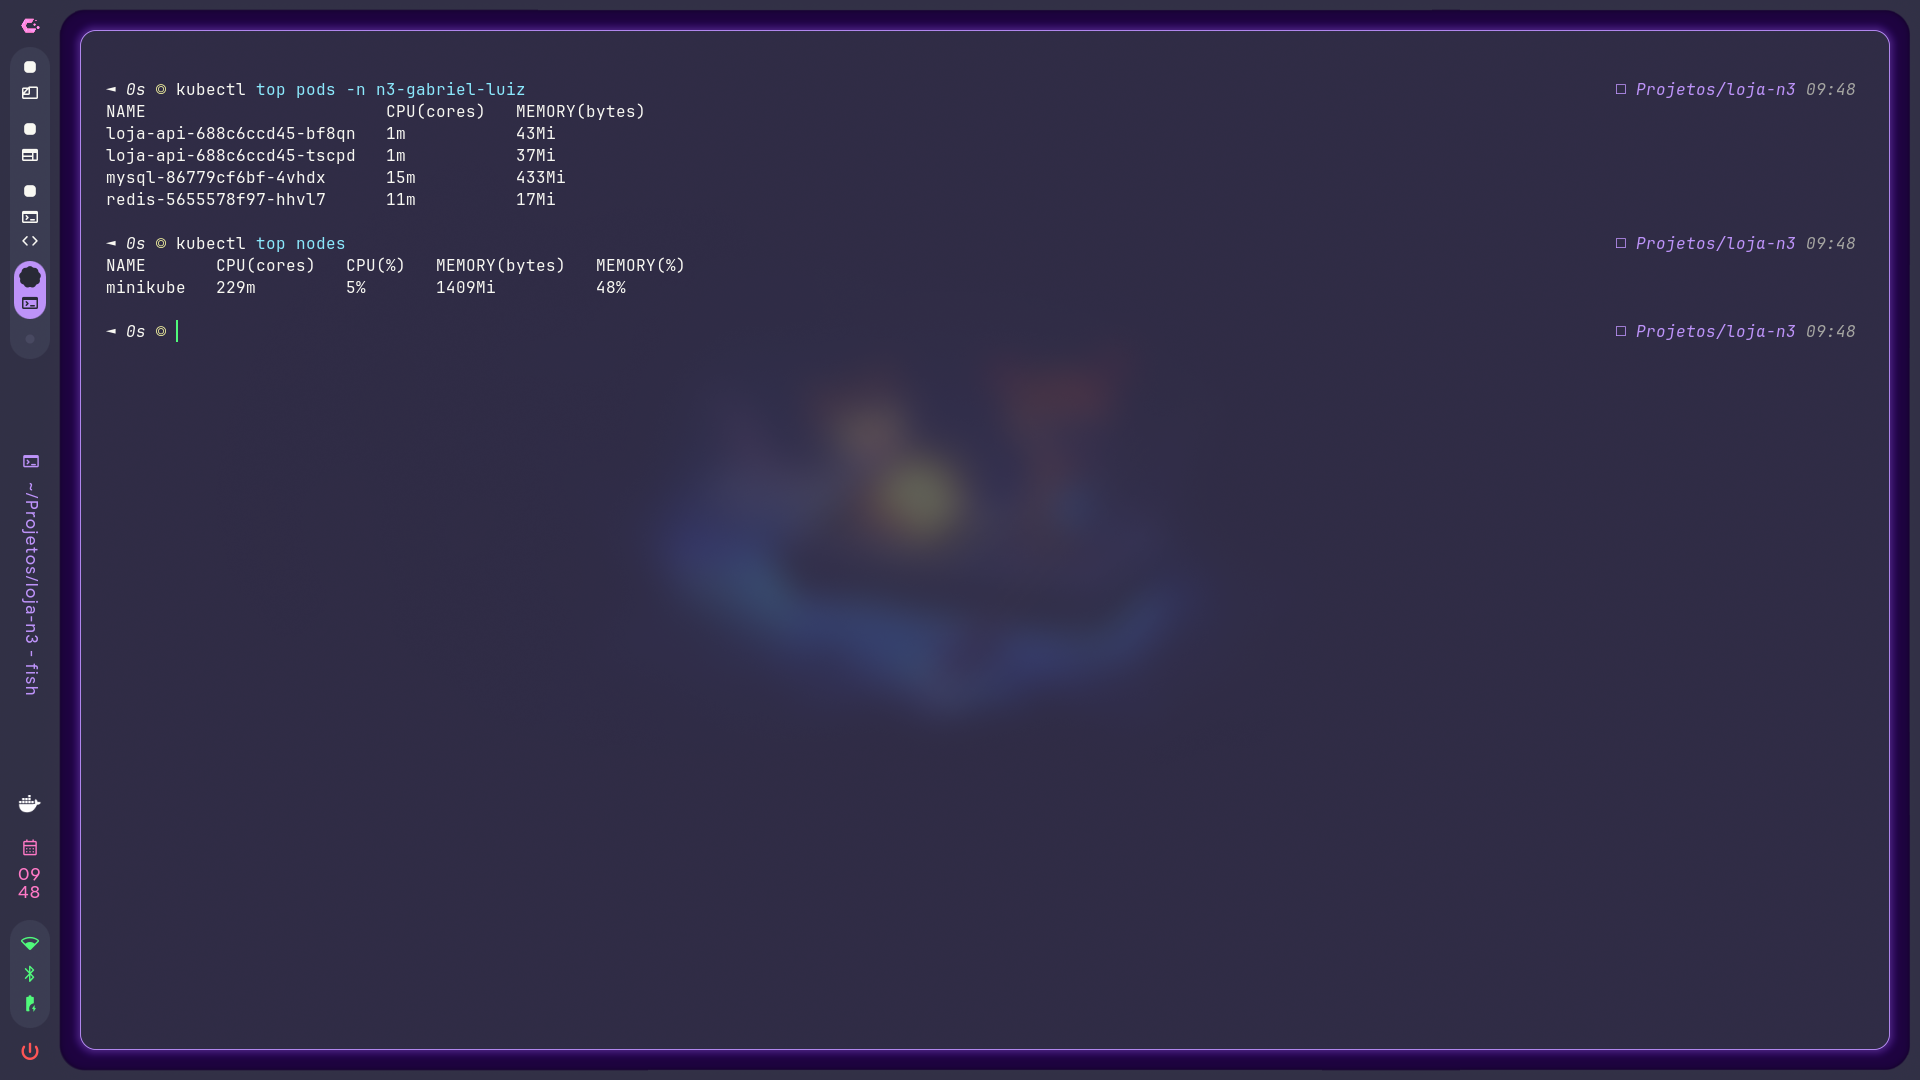 ◄ 0s ◎ kubectl top pods -n n3-gabriel-luiz □ Projetos/loja-n3 09:48
NAME CPU(cores) MEMORY(bytes)
loja-api-688c6ccd45-bf8qn 1m 43Mi
loja-api-688c6ccd45-tscpd 1m 37Mi
mysql-86779cf6bf-4vhdx 15m 433Mi
redis-5655578f97-hhvl7 11m 17Mi
◄ 0s ◎ kubectl top nodes □ Projetos/loja-n3 09:48
NAME CPU(cores) CPU(%) MEMORY(bytes) MEMORY(%)
minikube 229m 5% 1409Mi 48%
◄ 0s ◎ □ Projetos/loja-n3 09:48
~/Projetos/loja-n3 - fish
09
48